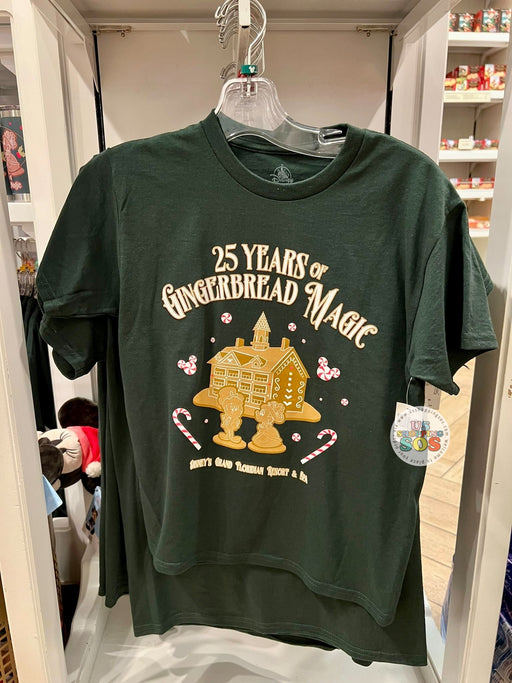 25 YEARS OF
GINGERBREAD MAGIC
DISNEY'S GRAND FLORIDIAN RESORT & SPA
US
SOS